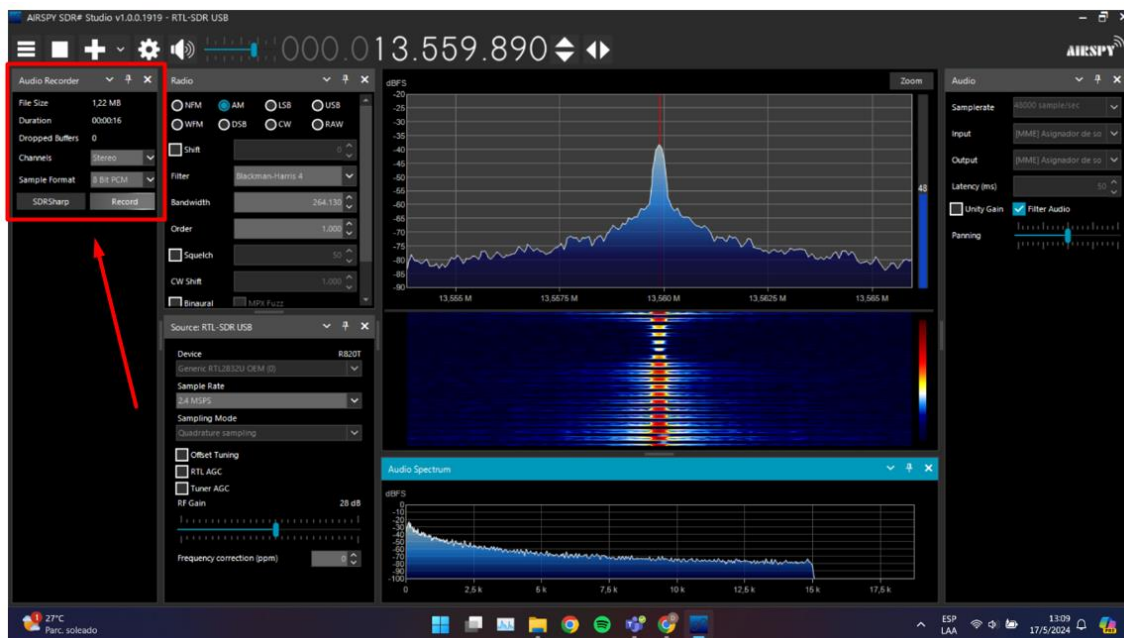 AIRSPY SDR# Studio v1.0.0.1919 - RTL-SDR USB
000.013.559.890
AIRSPY
Audio Recorder
File Size 1,22 MB
Duration 00:00:16
Dropped Buffers 0
Channels Stereo
Sample Format 8 Bit PCM
SDRSharp Record
Radio
NFM AM LSB USB
WFM DSB CW RAW
Shift 0
Filter Blackman-Harris 4
Bandwidth 264.130
Order 1.000
Squelch 50
CW Shift 1.000
Binaural MPX Fuzz
Source: RTL-SDR USB
Device R820T
Generic RTL2832U OEM (0)
Sample Rate
2.4 MSPS
Sampling Mode
Quadrature sampling
Offset Tuning
RTL AGC
Tuner AGC
RF Gain 28 dB
Frequency correction (ppm) 0
dBFS
Zoom
-20
-25
-30
-35
-40
-45
-50
-55
-60
-65
-70
-75
-80
-85
-90
48
13,555 M 13,5575 M 13,560 M 13,5625 M 13,565 M
Audio Spectrum
dBFS
0
-10
-20
-30
-40
-50
-60
-70
-80
-90
-100
0 2,5 k 5 k 7,5 k 10 k 12,5 k 15 k 17,5 k
Audio
Samplerate 48000 sample/sec
Input [MME] Asignador de so
Output [MME] Asignador de so
Latency (ms) 50
Unity Gain Filter Audio
Panning
1
27°C
Parc. soleado
ESP
LAA
13:09
17/5/2024